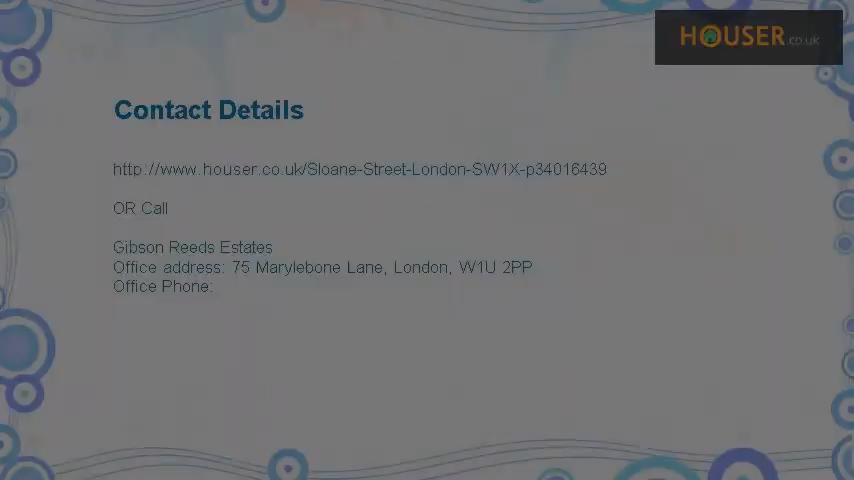 HOUSER.co.uk
Contact Details
http://www.houser.co.uk/Sloane-Street-London-SW1X-p34016439
OR Call
Gibson Reeds Estates
Office address: 75 Marylebone Lane, London, W1U 2PP
Office Phone: